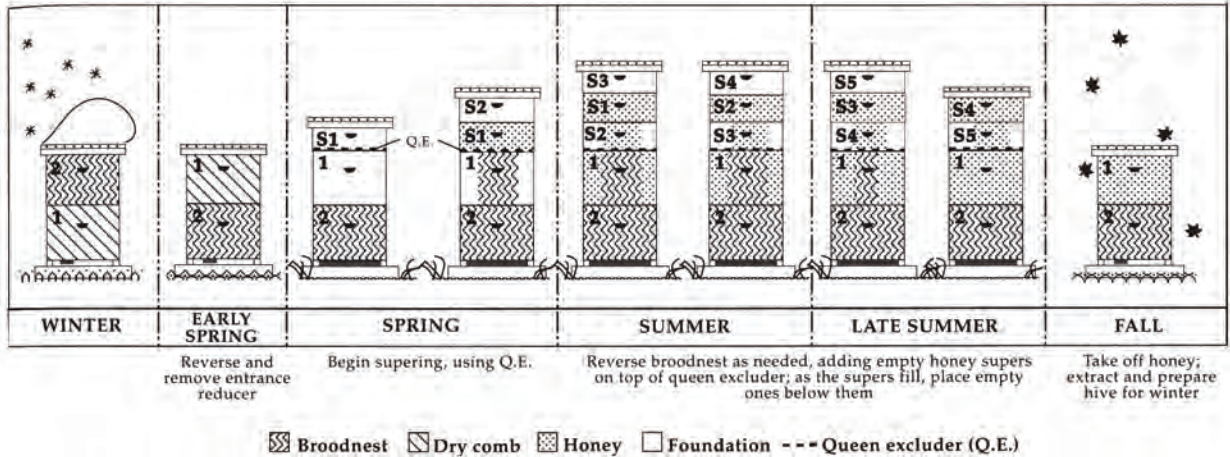 2
1
1
2
S1
1
2
Q.E.
S2
S1
1
2
S3
S1
S2
1
2
S4
S2
S3
1
2
S5
S3
S4
1
2
S4
S5
1
2
1
2
WINTER
EARLY
SPRING
Reverse and
remove entrance
reducer
SPRING
Begin supering, using Q.E.
SUMMER
LATE SUMMER
Reverse broodnest as needed, adding empty honey supers
on top of queen excluder; as the supers fill, place empty
ones below them
FALL
Take off honey;
extract and prepare
hive for winter
Broodnest Dry comb Honey Foundation Queen excluder (Q.E.)